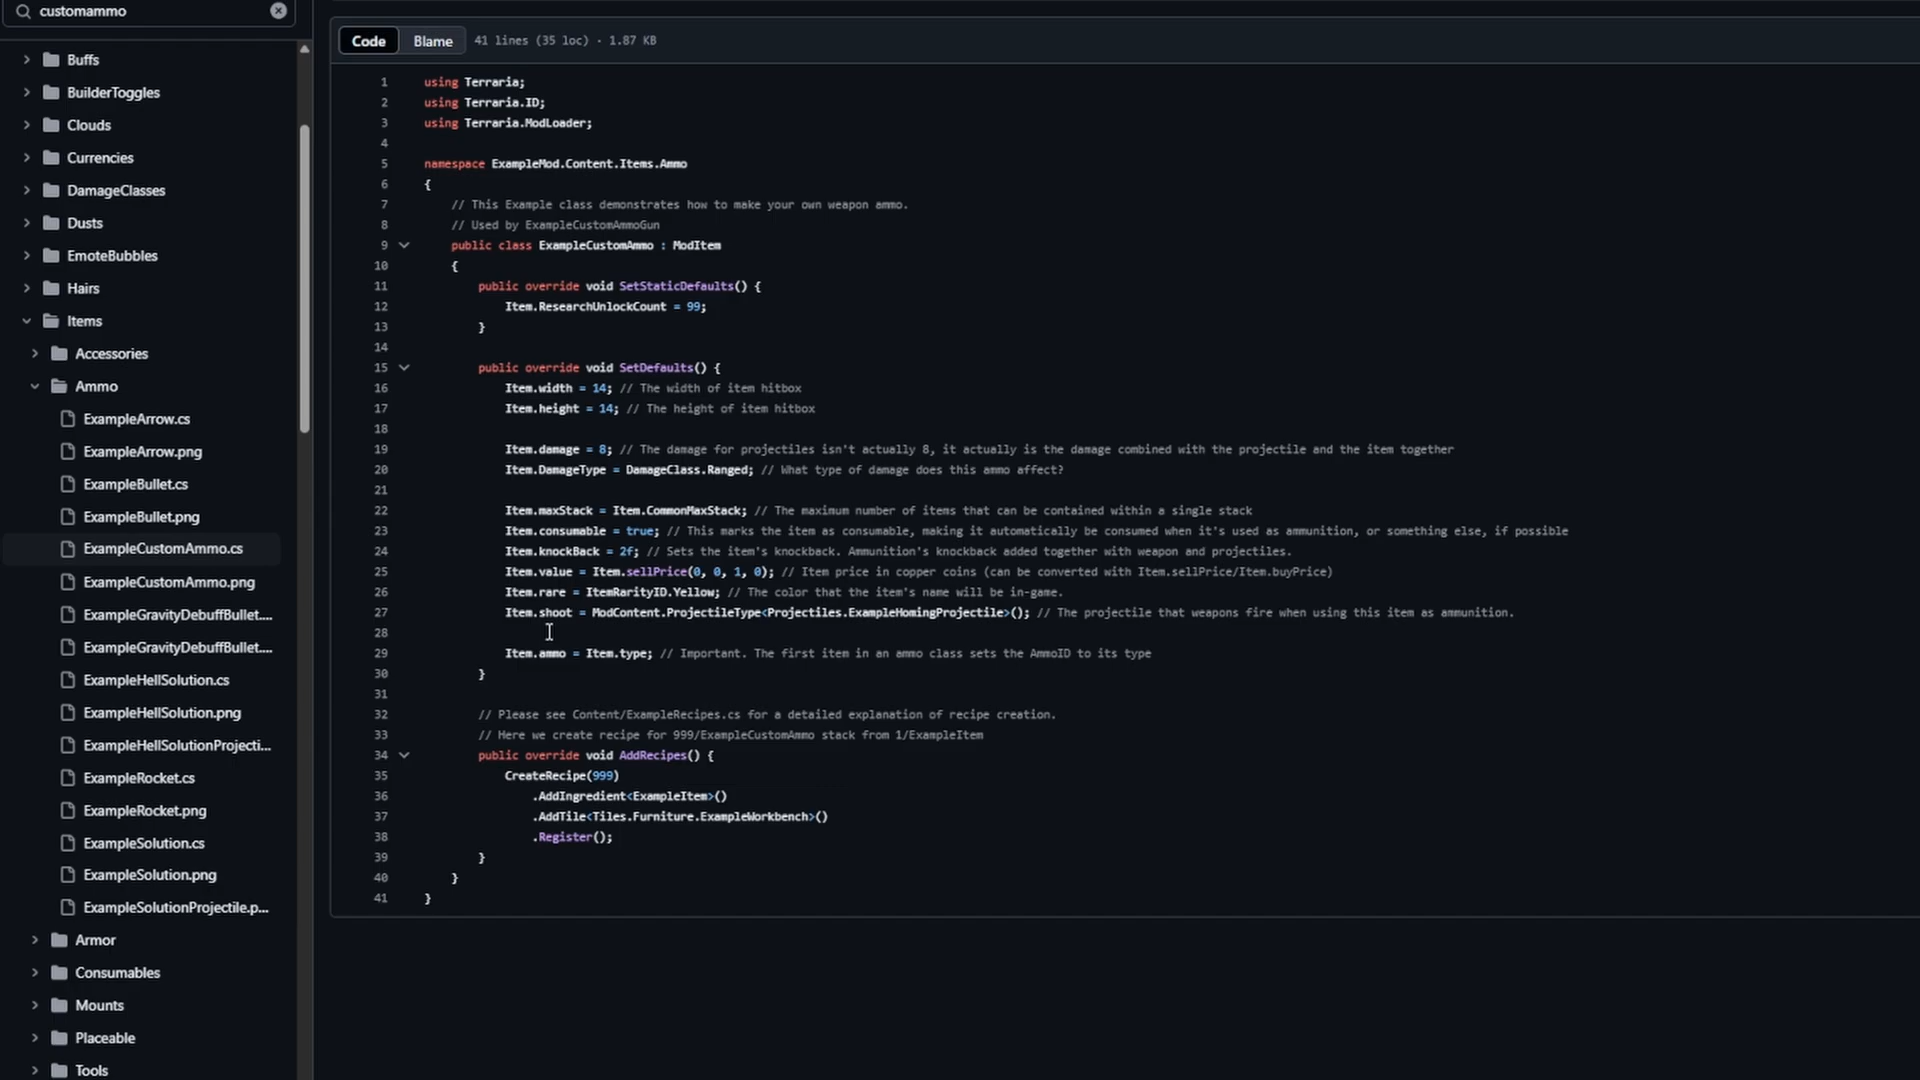 customammo
Buffs
BuilderToggles
Clouds
Currencies
DamageClasses
Dusts
EmoteBubbles
Hairs
Items
Accessories
Ammo
ExampleArrow.cs
ExampleArrow.png
ExampleBullet.cs
ExampleBullet.png
ExampleCustomAmmo.cs
ExampleCustomAmmo.png
ExampleGravityDebuffBullet....
ExampleGravityDebuffBullet....
ExampleHellSolution.cs
ExampleHellSolution.png
ExampleHellSolutionProjecti...
ExampleRocket.cs
ExampleRocket.png
ExampleSolution.cs
ExampleSolution.png
ExampleSolutionProjectile.p...
Armor
Consumables
Mounts
Placeable
Tools
Code Blame 41 lines (35 loc) · 1.87 KB
1 using Terraria;
2 using Terraria.ID;
3 using Terraria.ModLoader;
4
5 namespace ExampleMod.Content.Items.Ammo
6 {
7 // This Example class demonstrates how to make your own weapon ammo.
8 // Used by ExampleCustomAmmoGun
9 public class ExampleCustomAmmo : ModItem
10 {
11 public override void SetStaticDefaults() {
12 Item.ResearchUnlockCount = 99;
13 }
14
15 public override void SetDefaults() {
16 Item.width = 14; // The width of item hitbox
17 Item.height = 14; // The height of item hitbox
18
19 Item.damage = 8; // The damage for projectiles isn't actually 8, it actually is the damage combined with the projectile and the item together
20 Item.DamageType = DamageClass.Ranged; // What type of damage does this ammo affect?
21
22 Item.maxStack = Item.CommonMaxStack; // The maximum number of items that can be contained within a single stack
23 Item.consumable = true; // This marks the item as consumable, making it automatically be consumed when it's used as ammunition, or something else, if possible
24 Item.knockBack = 2f; // Sets the item's knockback. Ammunition's knockback added together with weapon and projectiles.
25 Item.value = Item.sellPrice(0, 0, 1, 0); // Item price in copper coins (can be converted with Item.sellPrice/Item.buyPrice)
26 Item.rare = ItemRarityID.Yellow; // The color that the item's name will be in-game.
27 Item.shoot = ModContent.ProjectileType<Projectiles.ExampleHomingProjectile>(); // The projectile that weapons fire when using this item as ammunition.
28
29 Item.ammo = Item.type; // Important. The first item in an ammo class sets the AmmoID to its type
30 }
31
32 // Please see Content/ExampleRecipes.cs for a detailed explanation of recipe creation.
33 // Here we create recipe for 999/ExampleCustomAmmo stack from 1/ExampleItem
34 public override void AddRecipes() {
35 CreateRecipe(999)
36 .AddIngredient<ExampleItem>()
37 .AddTile<Tiles.Furniture.ExampleWorkbench>()
38 .Register();
39 }
40 }
41 }